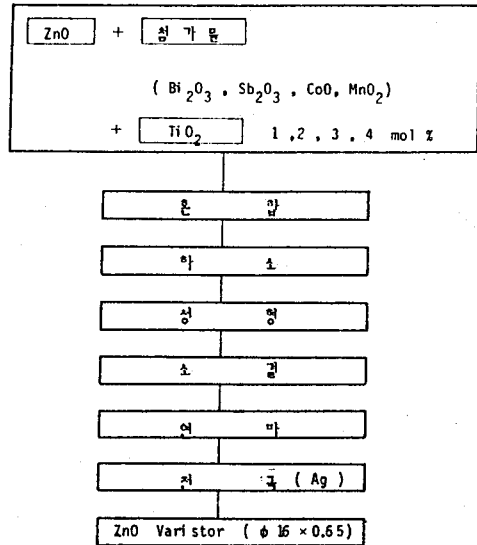 ZnO + 첨 가 물
( Bi₂O₃ , Sb₂O₃ , CoO, MnO₂)
+ TiO₂ 1 , 2 , 3 , 4 mol %
혼 합
하 소
성 형
소 결
연 마
전 극 ( Ag )
ZnO Varistor ( ϕ 16 × 0.65)